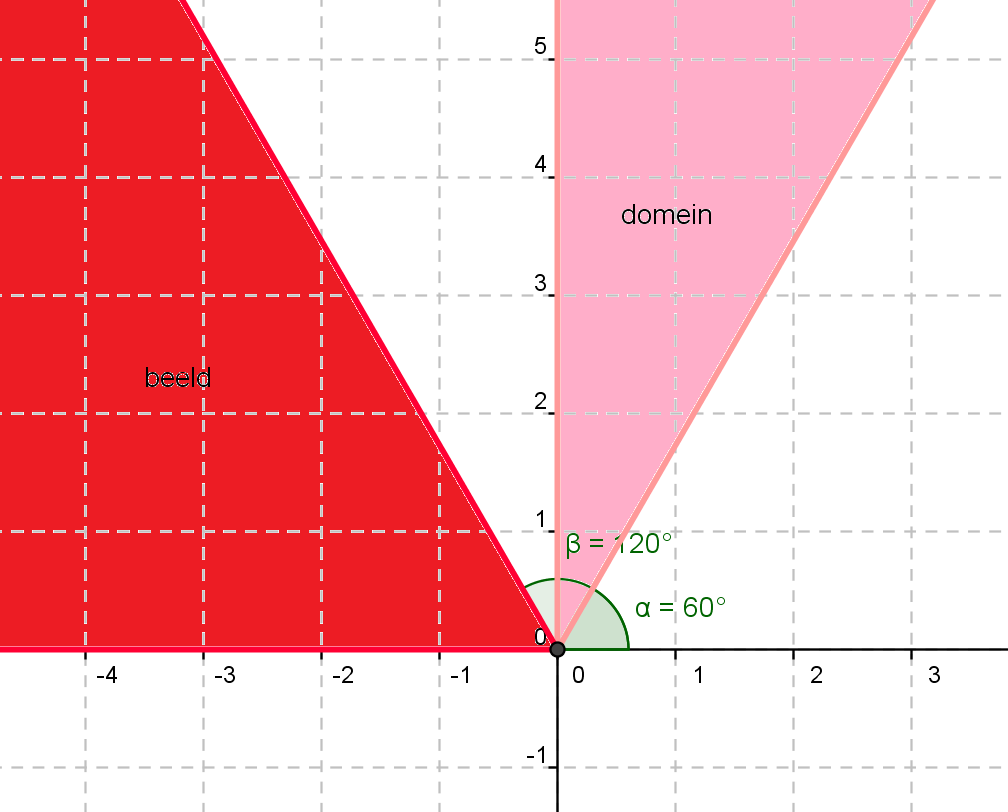 5
4
domein
3
beeld
2
1
β = 120°
α = 60°
0
-4 -3 -2 -1 0 1 2 3
-1